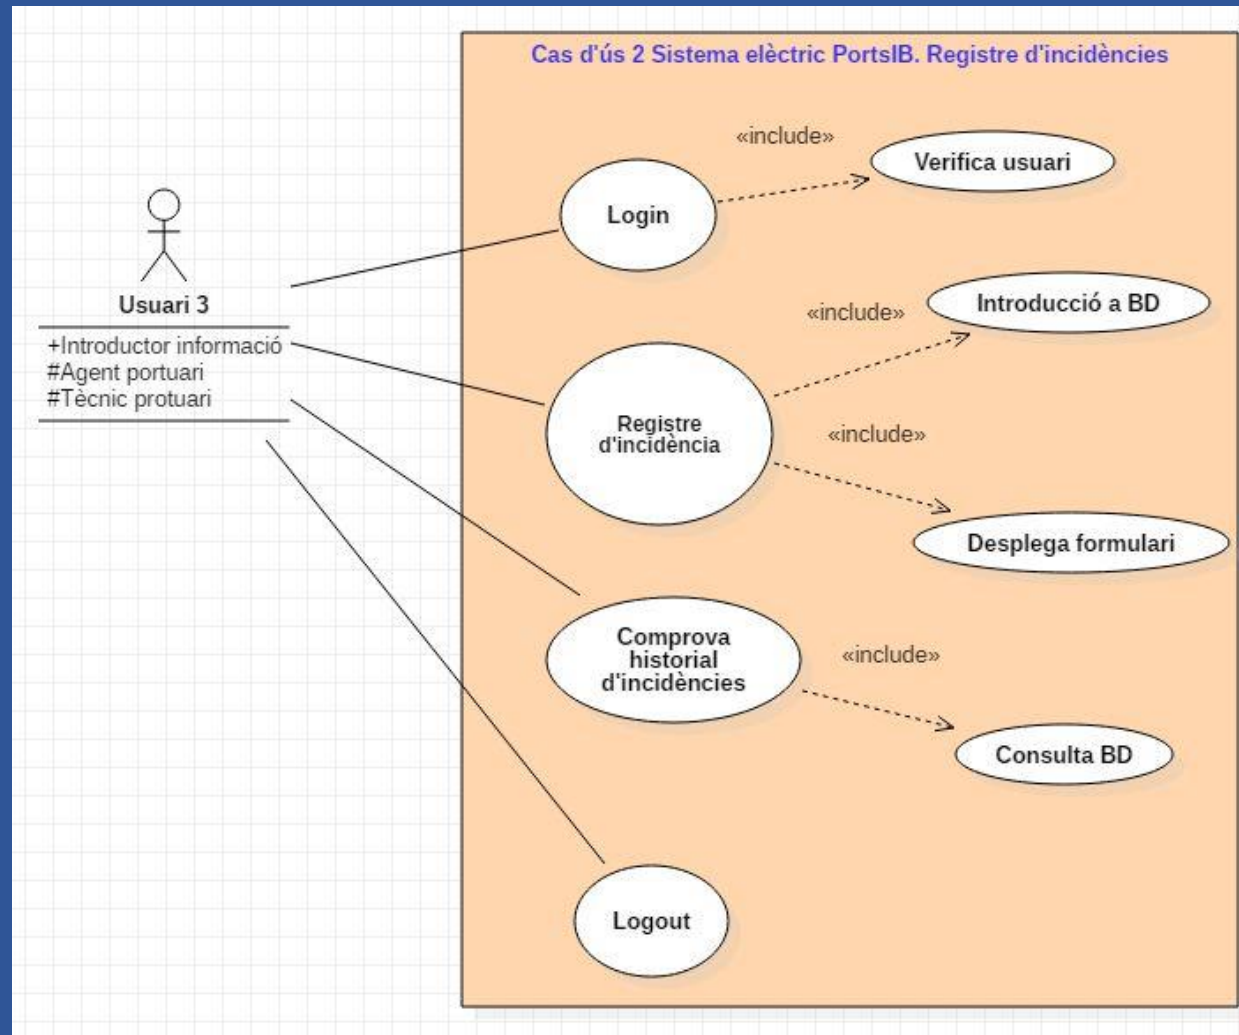 Cas d'ús 2 Sistema elèctric PortsIB. Registre d'incidències
«include»
Verifica usuari
Login
Usuari 3
+Introductor informació
#Agent portuari
#Tècnic protuari
«include»
Introducció a BD
Registre
d'incidència
«include»
Desplega formulari
Comprova
historial
d'incidències
«include»
Consulta BD
Logout